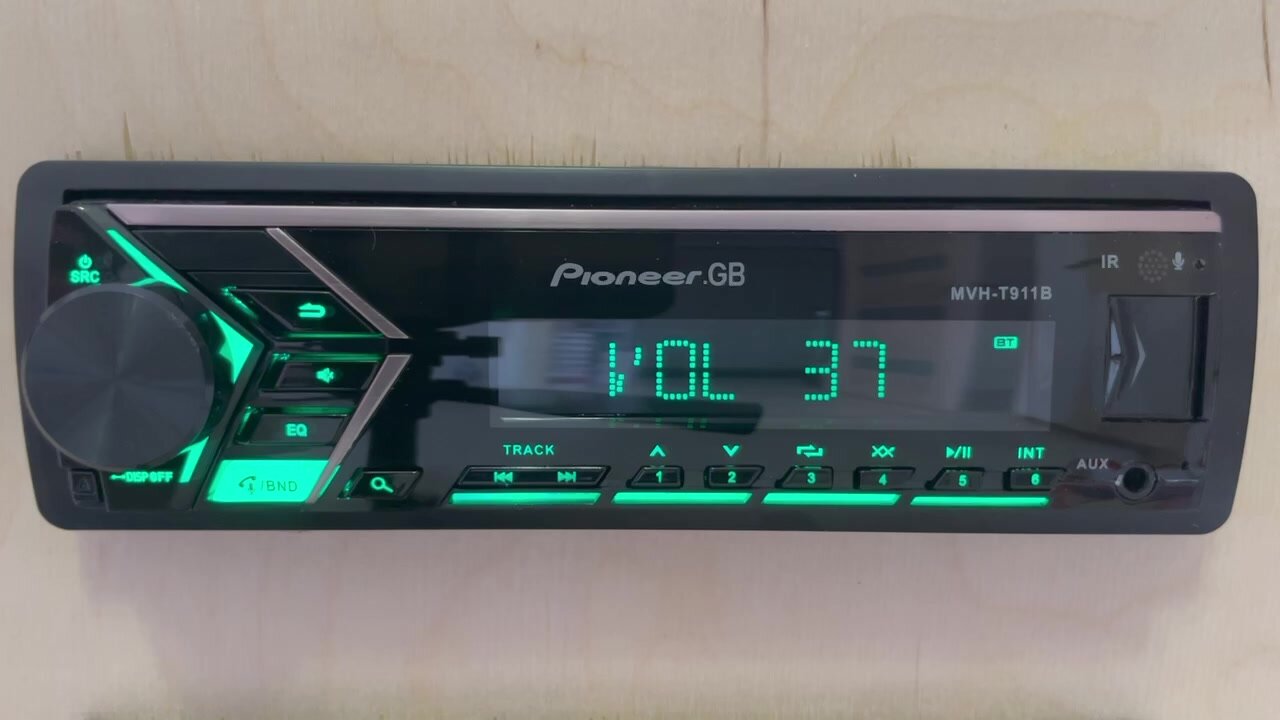 SRC
Pioneer.GB
IR
MVH-T911B
BT
VOL 37
EQ
DISP OFF
/BND
TRACK
INT
1
2
3
4
5
6
AUX